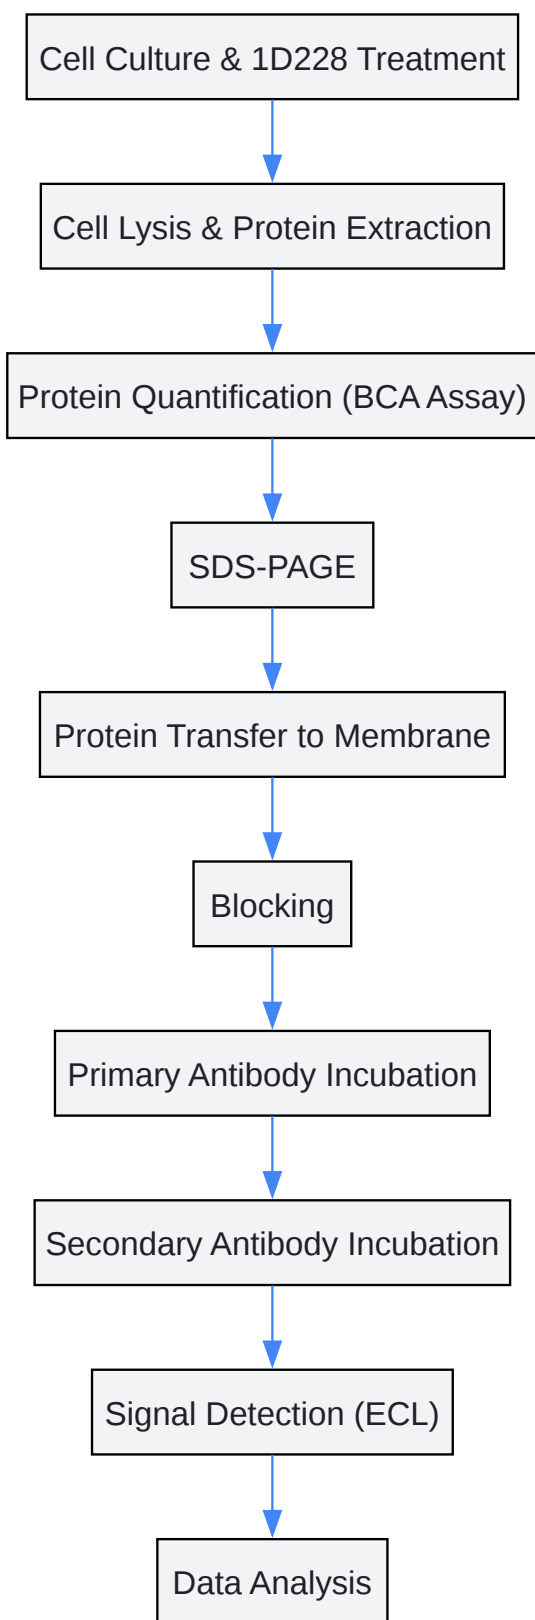 Cell Culture & 1D228 Treatment
Cell Lysis & Protein Extraction
Protein Quantification (BCA Assay)
SDS-PAGE
Protein Transfer to Membrane
Blocking
Primary Antibody Incubation
Secondary Antibody Incubation
Signal Detection (ECL)
Data Analysis